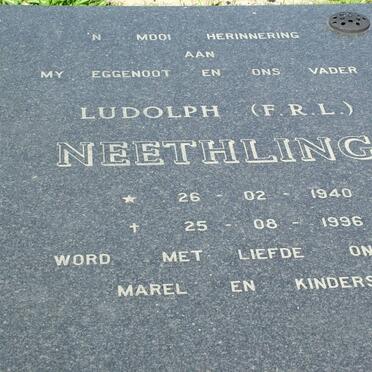 'N MOOI HERINNERING
AAN
MY EGGENOOT EN ONS VADER
LUDOLPH (F.R.L.)
NEETHLING
★ 26 - 02 - 1940
† 25 - 08 - 1996
WORD MET LIEFDE
MAREL EN KINDERS